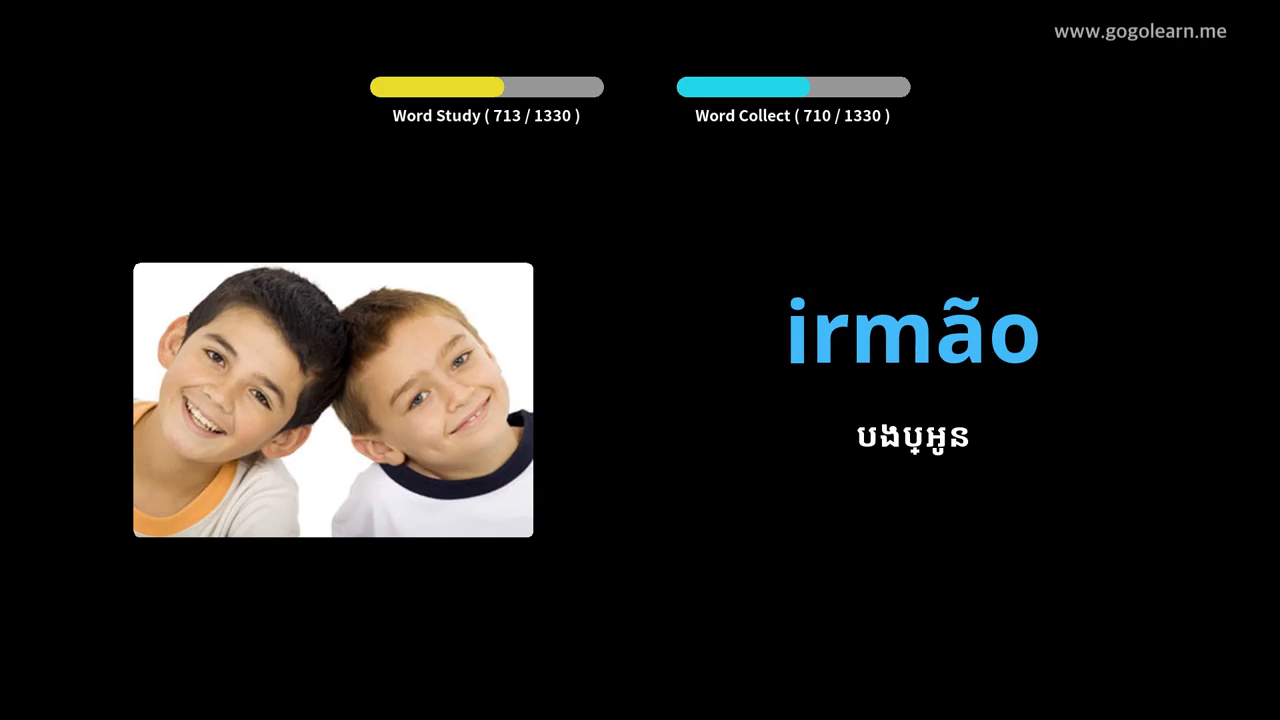 www.gogolearn.me
Word Study ( 713 / 1330 )
Word Collect ( 710 / 1330 )
irmão
បងប្អូន